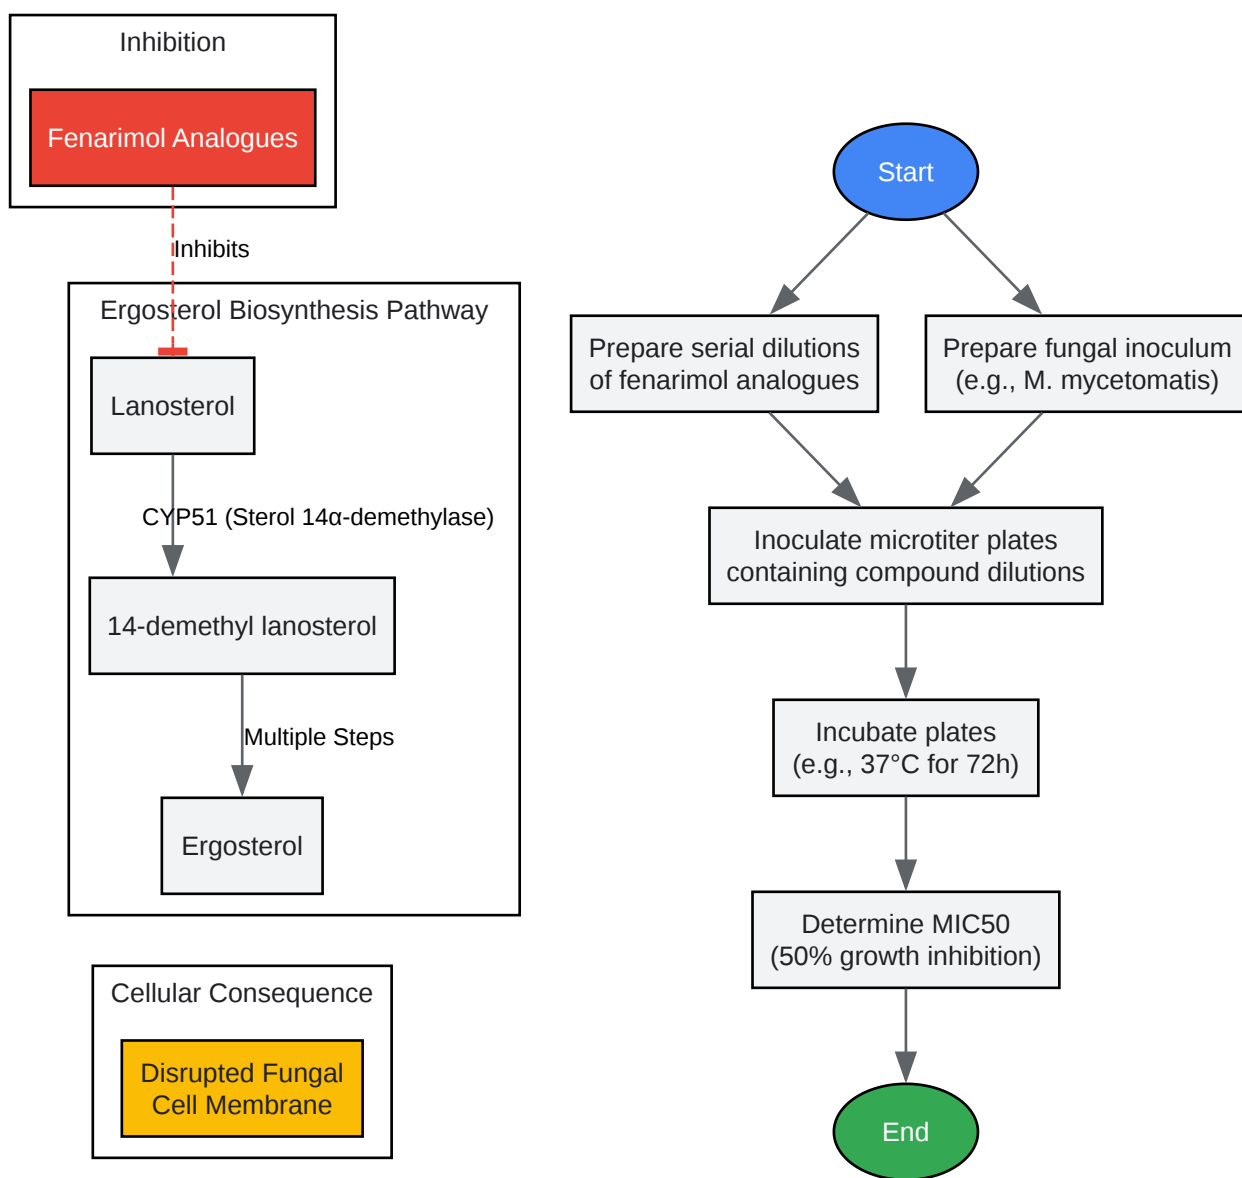 Inhibition
Fenarimol Analogues
Inhibits
Ergosterol Biosynthesis Pathway
Lanosterol
CYP51 (Sterol 14α-demethylase)
14-demethyl lanosterol
Multiple Steps
Ergosterol
Cellular Consequence
Disrupted Fungal
Cell Membrane
Start
Prepare serial dilutions
of fenarimol analogues
Prepare fungal inoculum
(e.g., M. mycetomatis)
Inoculate microtiter plates
containing compound dilutions
Incubate plates
(e.g., 37°C for 72h)
Determine MIC50
(50% growth inhibition)
End